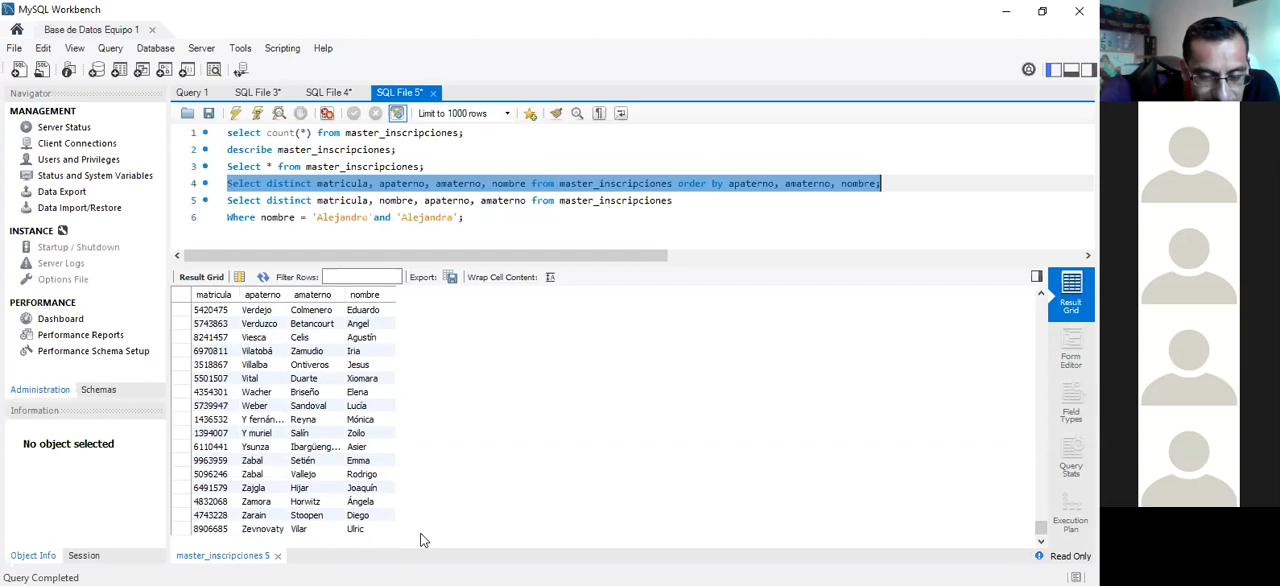 MySQL Workbench
Base de Datos Equipo 1
File Edit View Query Database Server Tools Scripting Help
Navigator
MANAGEMENT
Server Status
Client Connections
Users and Privileges
Status and System Variables
Data Export
Data Import/Restore
INSTANCE
Startup / Shutdown
Server Logs
Options File
PERFORMANCE
Dashboard
Performance Reports
Performance Schema Setup
Administration Schemas
Information
No object selected
Object Info Session
Query Completed
Query 1 SQL File 3* SQL File 4* SQL File 5*
Limit to 1000 rows
1 select count(*) from master_inscripciones;
2 describe master_inscripciones;
3 Select * from master_inscripciones;
4 Select distinct matricula, apaterno, amaterno, nombre from master_inscripciones order by apaterno, amaterno, nombre;
5 Select distinct matricula, nombre, apaterno, amaterno from master_inscripciones
6 Where nombre = 'Alejandro' and 'Alejandra';
Result Grid Filter Rows: Export: Wrap Cell Content:
matricula apaterno amaterno nombre
5420475 Verdejo Colmenero Eduardo
5743863 Verduzco Betancourt Angel
8241457 Viesca Celis Agustín
6970811 Vilatobá Zamudio Iria
3518867 Villalba Ontiveros Jesus
5501507 Vital Duarte Xiomara
4354301 Wacher Briseño Elena
5739947 Weber Sandoval Lucía
1436532 Y fernán... Reyna Mónica
1394007 Y muriel Salín Zoilo
6110441 Ysunza Ibargüeng... Asier
9963959 Zabal Setién Emma
5096246 Zabal Vallejo Rodrigo
6491579 Zajgla Hijar Joaquín
4832068 Zamora Horwitz Ángela
4743228 Zarain Stoopen Diego
8906685 Zevnovaty Vilar Ulric
master_inscripciones 5
Result Grid
Form Editor
Field Types
Query Stats
Execution Plan
Read Only